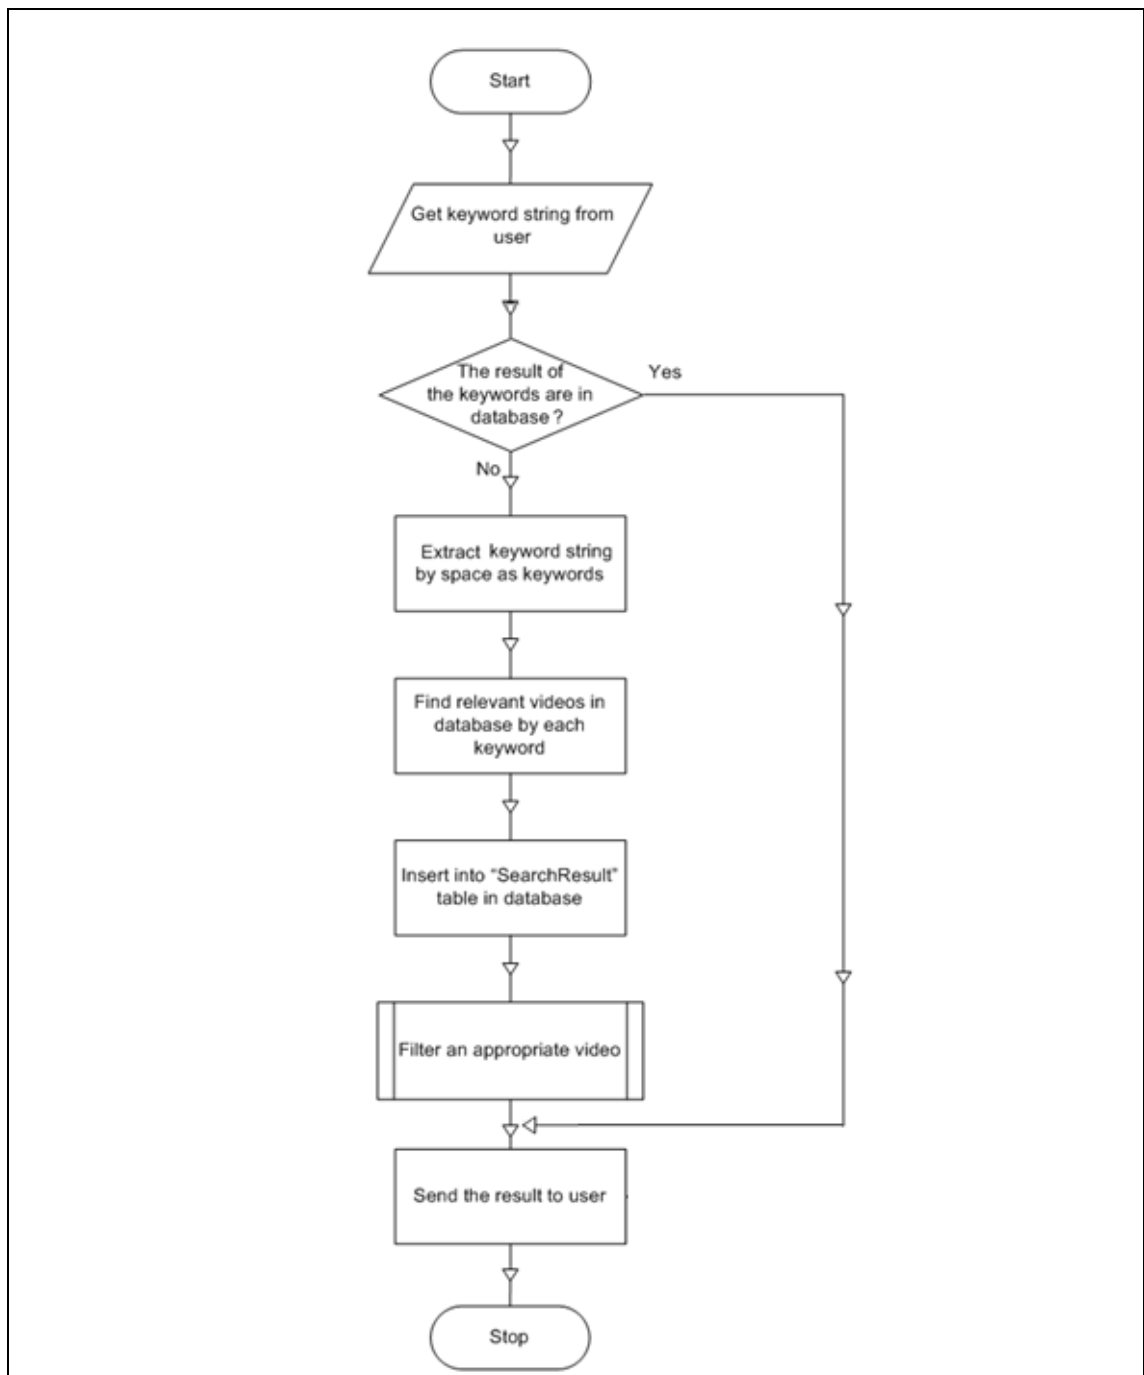 Start
Get keyword string from
user
The result of
the keywords are in
database?
Yes
No
Extract keyword string
by space as keywords
Find relevant videos in
database by each
keyword
Insert into “SearchResult”
table in database
Filter an appropriate video
Send the result to user
Stop